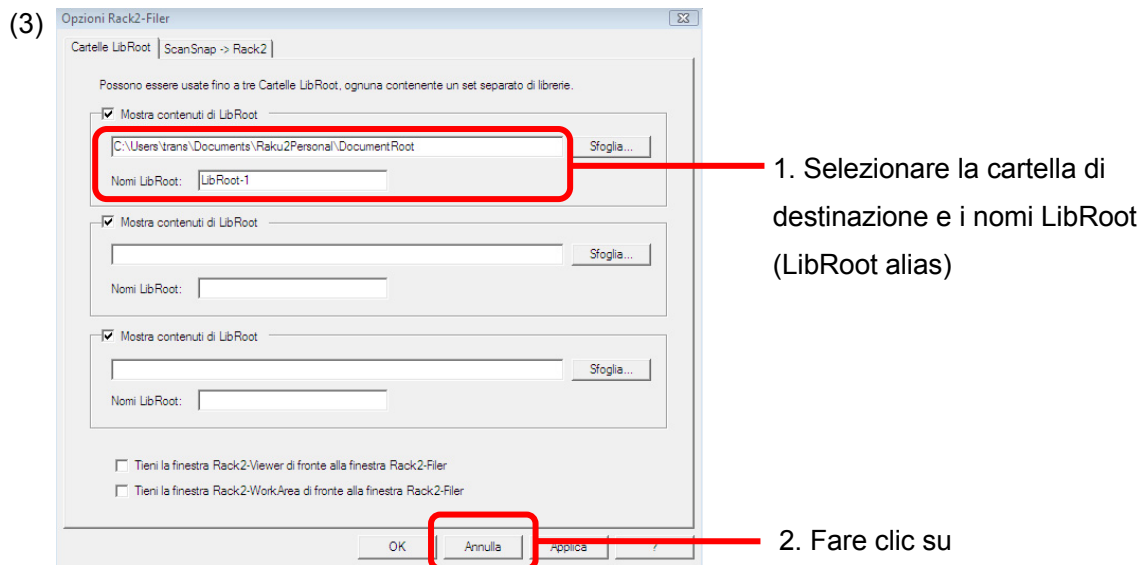 (3)
Opzioni Rack2-Filer
Cartelle LibRoot
ScanSnap -> Rack2
Possono essere usate fino a tre Cartelle LibRoot, ognuna contenente un set separato di librerie.
Mostra contenuti di LibRoot
C:\Users\trans\Documents\Raku2Personal\DocumentRoot
Sfoglia...
Nomi LibRoot:
LibRoot-1
Mostra contenuti di LibRoot
Sfoglia...
Nomi LibRoot:
Mostra contenuti di LibRoot
Sfoglia...
Nomi LibRoot:
Tieni la finestra Rack2-Viewer di fronte alla finestra Rack2-Filer
Tieni la finestra Rack2-WorkArea di fronte alla finestra Rack2-Filer
OK
Annulla
Applica
?
1. Selezionare la cartella di
destinazione e i nomi LibRoot
(LibRoot alias)
2. Fare clic su